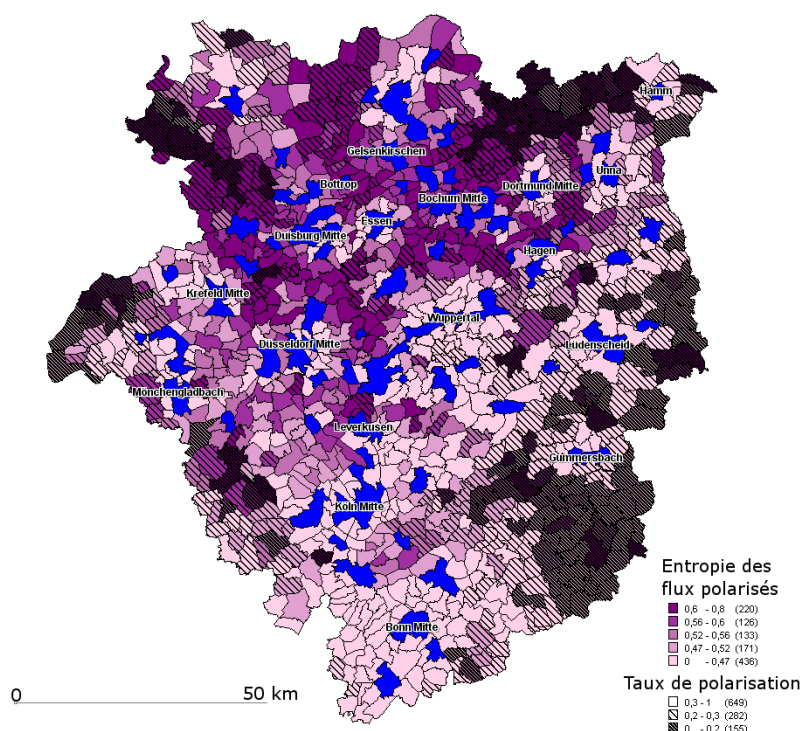 Hamm
Gelsenkirchen
Unna
Bottrop
Dortmund Mitte
Bochum Mitte
Essen
Duisburg Mitte
Hagen
Krefeld Mitte
Wuppertal
Düsseldorf Mitte
Lüdenscheid
Mönchengladbach
Leverkusen
Gummersbach
Köln Mitte
Bonn Mitte
0 50 km
Entropie des
flux polarisés
0,6 - 0,8 (220)
0,56 - 0,6 (126)
0,52 - 0,56 (133)
0,47 - 0,52 (171)
0 - 0,47 (436)
Taux de polarisation
0,3 - 1 (649)
0,2 - 0,3 (282)
0 - 0,2 (155)